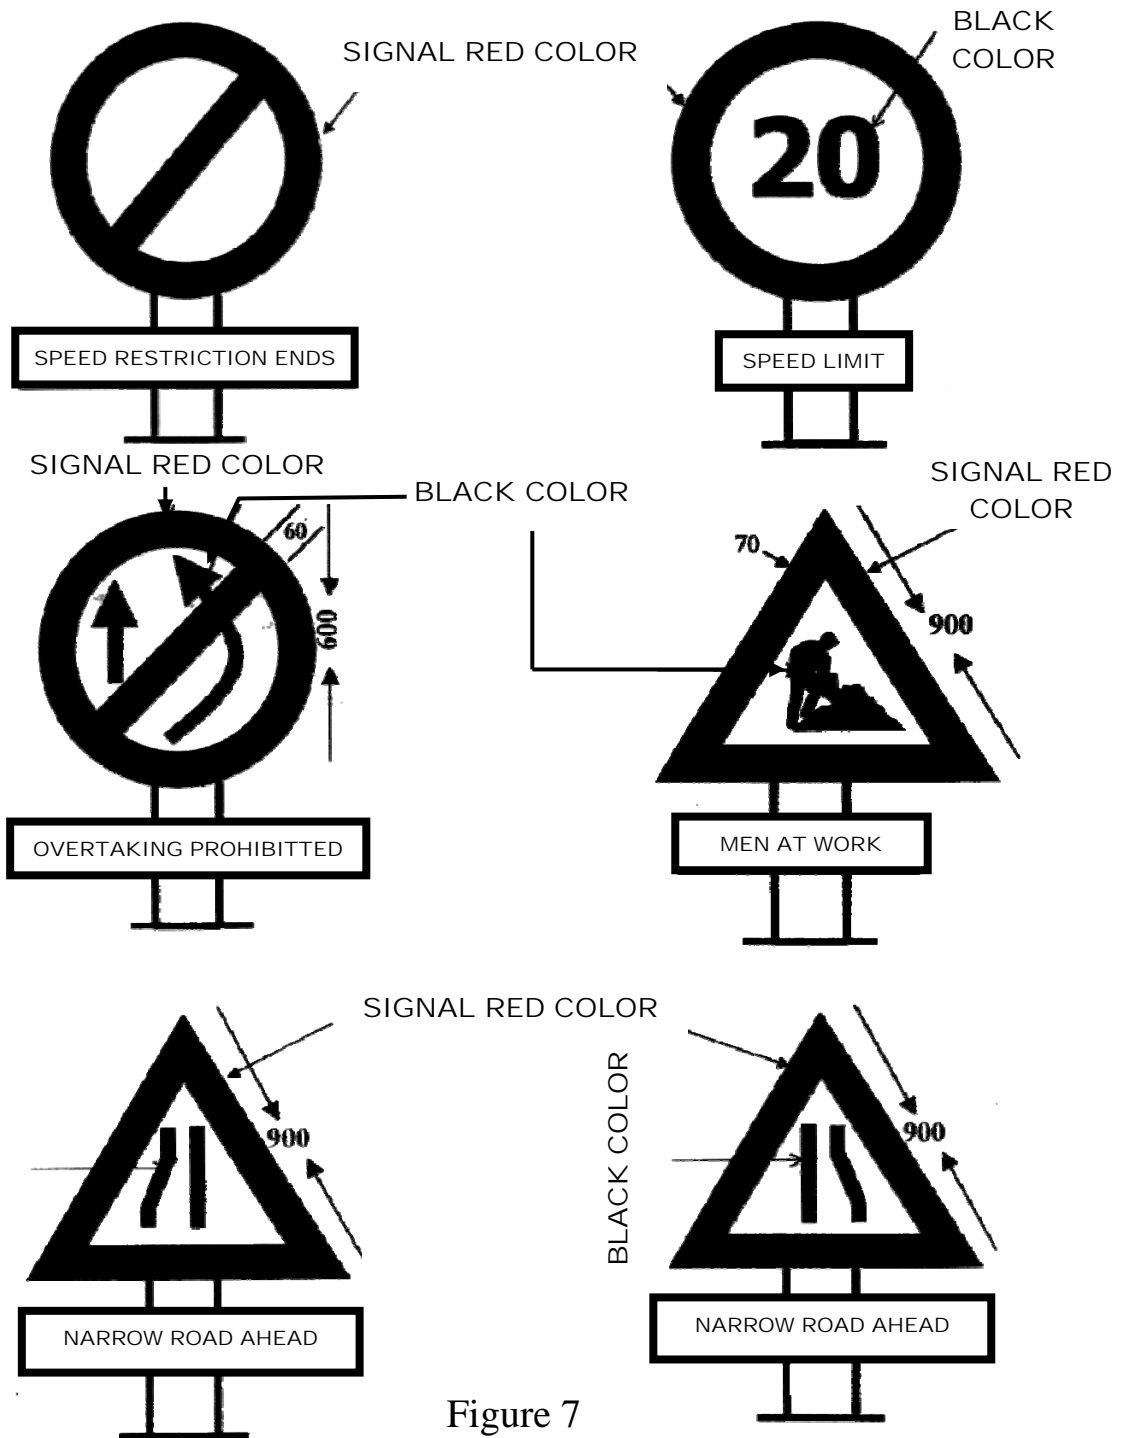 SIGNAL RED COLOR
BLACK
COLOR
20
SPEED RESTRICTION ENDS
SPEED LIMIT
SIGNAL RED COLOR
BLACK COLOR
SIGNAL RED
COLOR
60
600
70
900
OVERTAKING PROHIBITTED
MEN AT WORK
SIGNAL RED COLOR
BLACK COLOR
900
900
NARROW ROAD AHEAD
NARROW ROAD AHEAD
Figure 7